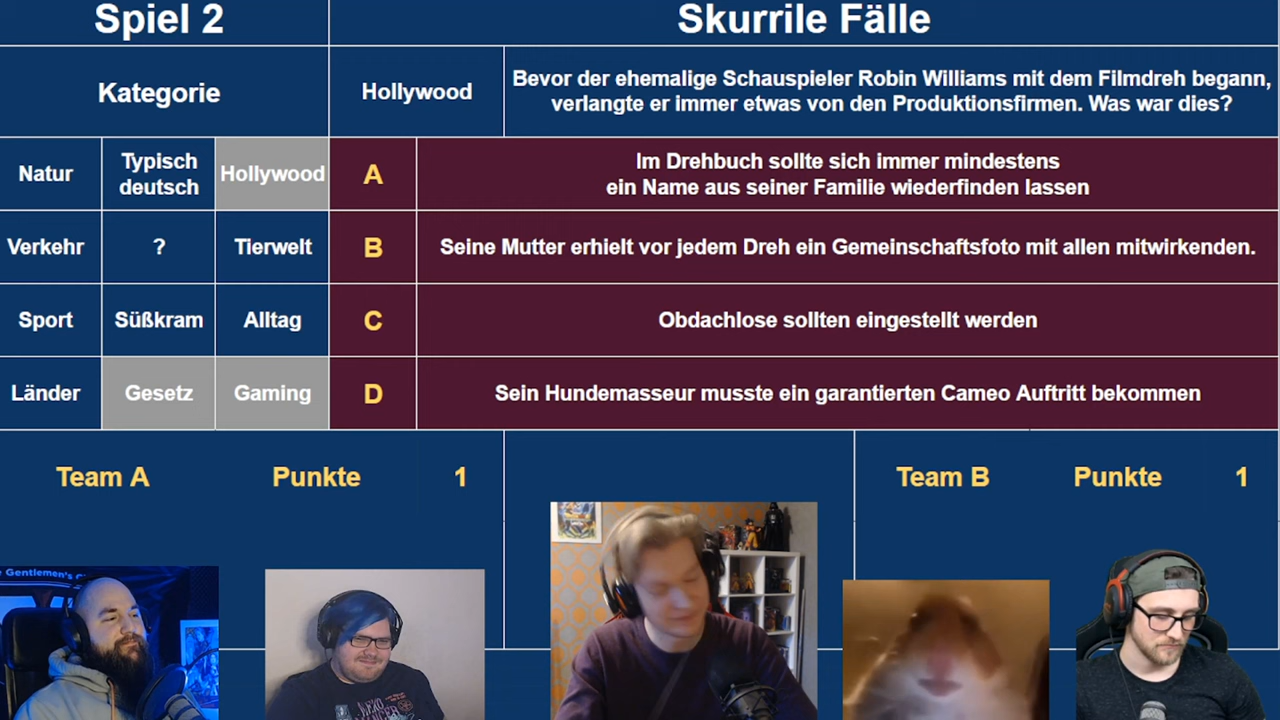 Spiel 2
Skurrile Fälle
Kategorie
Hollywood
Bevor der ehemalige Schauspieler Robin Williams mit dem Filmdreh begann,
verlangte er immer etwas von den Produktionsfirmen. Was war dies?
Natur
Typisch
deutsch
Hollywood
A
Im Drehbuch sollte sich immer mindestens
ein Name aus seiner Familie wiederfinden lassen
Verkehr
?
Tierwelt
B
Seine Mutter erhielt vor jedem Dreh ein Gemeinschaftsfoto mit allen mitwirkenden.
Sport
Süßkram
Alltag
C
Obdachlose sollten eingestellt werden
Länder
Gesetz
Gaming
D
Sein Hundemasseur musste ein garantierten Cameo Auftritt bekommen
Team A
Punkte
1
Team B
Punkte
1
Gentlemen's